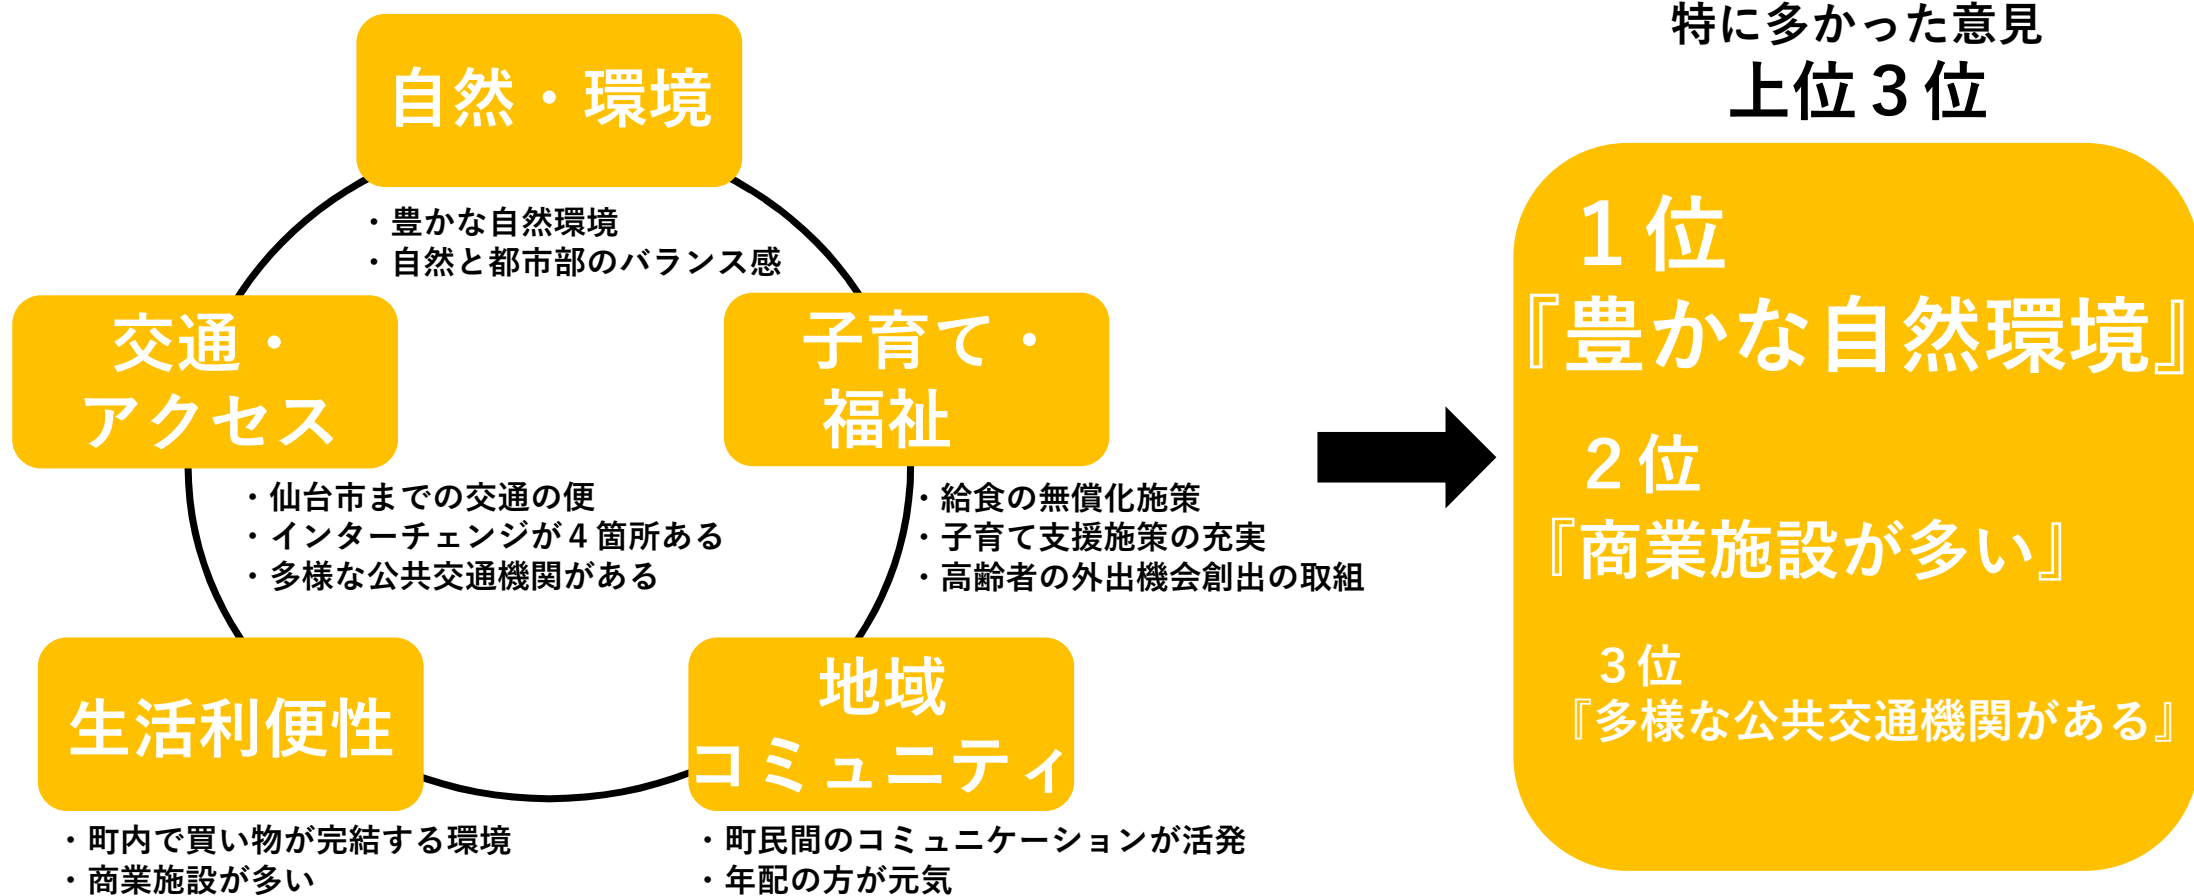 自然・環境
・豊かな自然環境
・自然と都市部のバランス感
交通・
アクセス
・仙台市までの交通の便
・インターチェンジが４箇所ある
・多様な公共交通機関がある
子育て・
福祉
・給食の無償化施策
・子育て支援施策の充実
・高齢者の外出機会創出の取組
生活利便性
・町内で買い物が完結する環境
・商業施設が多い
地域
コミュニティ
・町民間のコミュニケーションが活発
・年配の方が元気
特に多かった意見
上位３位
１位
『豊かな自然環境』
２位
『商業施設が多い』
３位
『多様な公共交通機関がある』